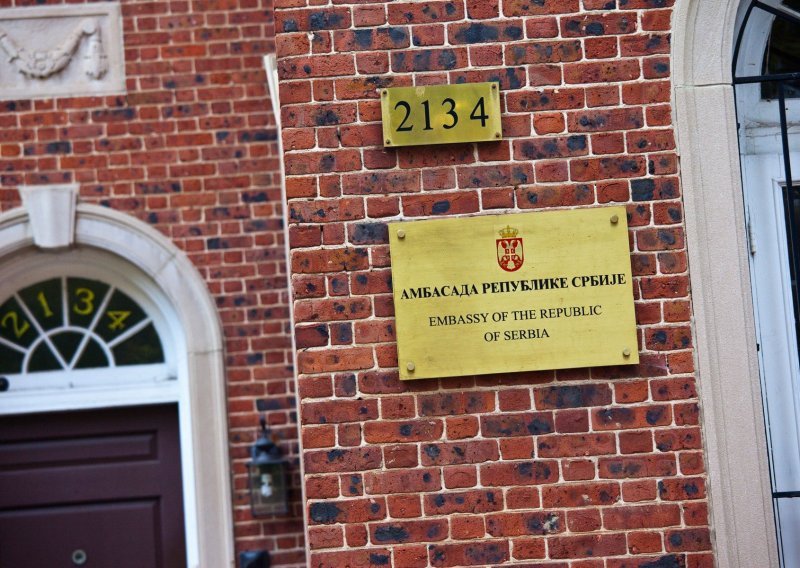 2134
АМБАСАДА РЕПУБЛИКЕ СРБИЈЕ
EMBASSY OF THE REPUBLIC
OF SERBIA
2134